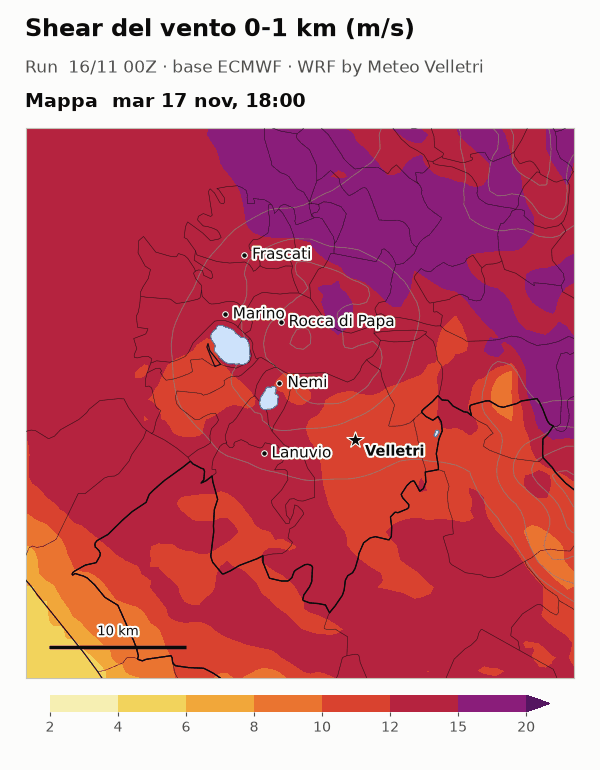 Shear del vento 0-1 km (m/s)
Run  16/11 00Z · base ECMWF · WRF by Meteo Velletri
Mappa  mar 17 nov, 18:00
Frascati
Marino
Rocca di Papa
Nemi
Velletri
Lanuvio
10 km
2 4 6 8 10 12 15 20